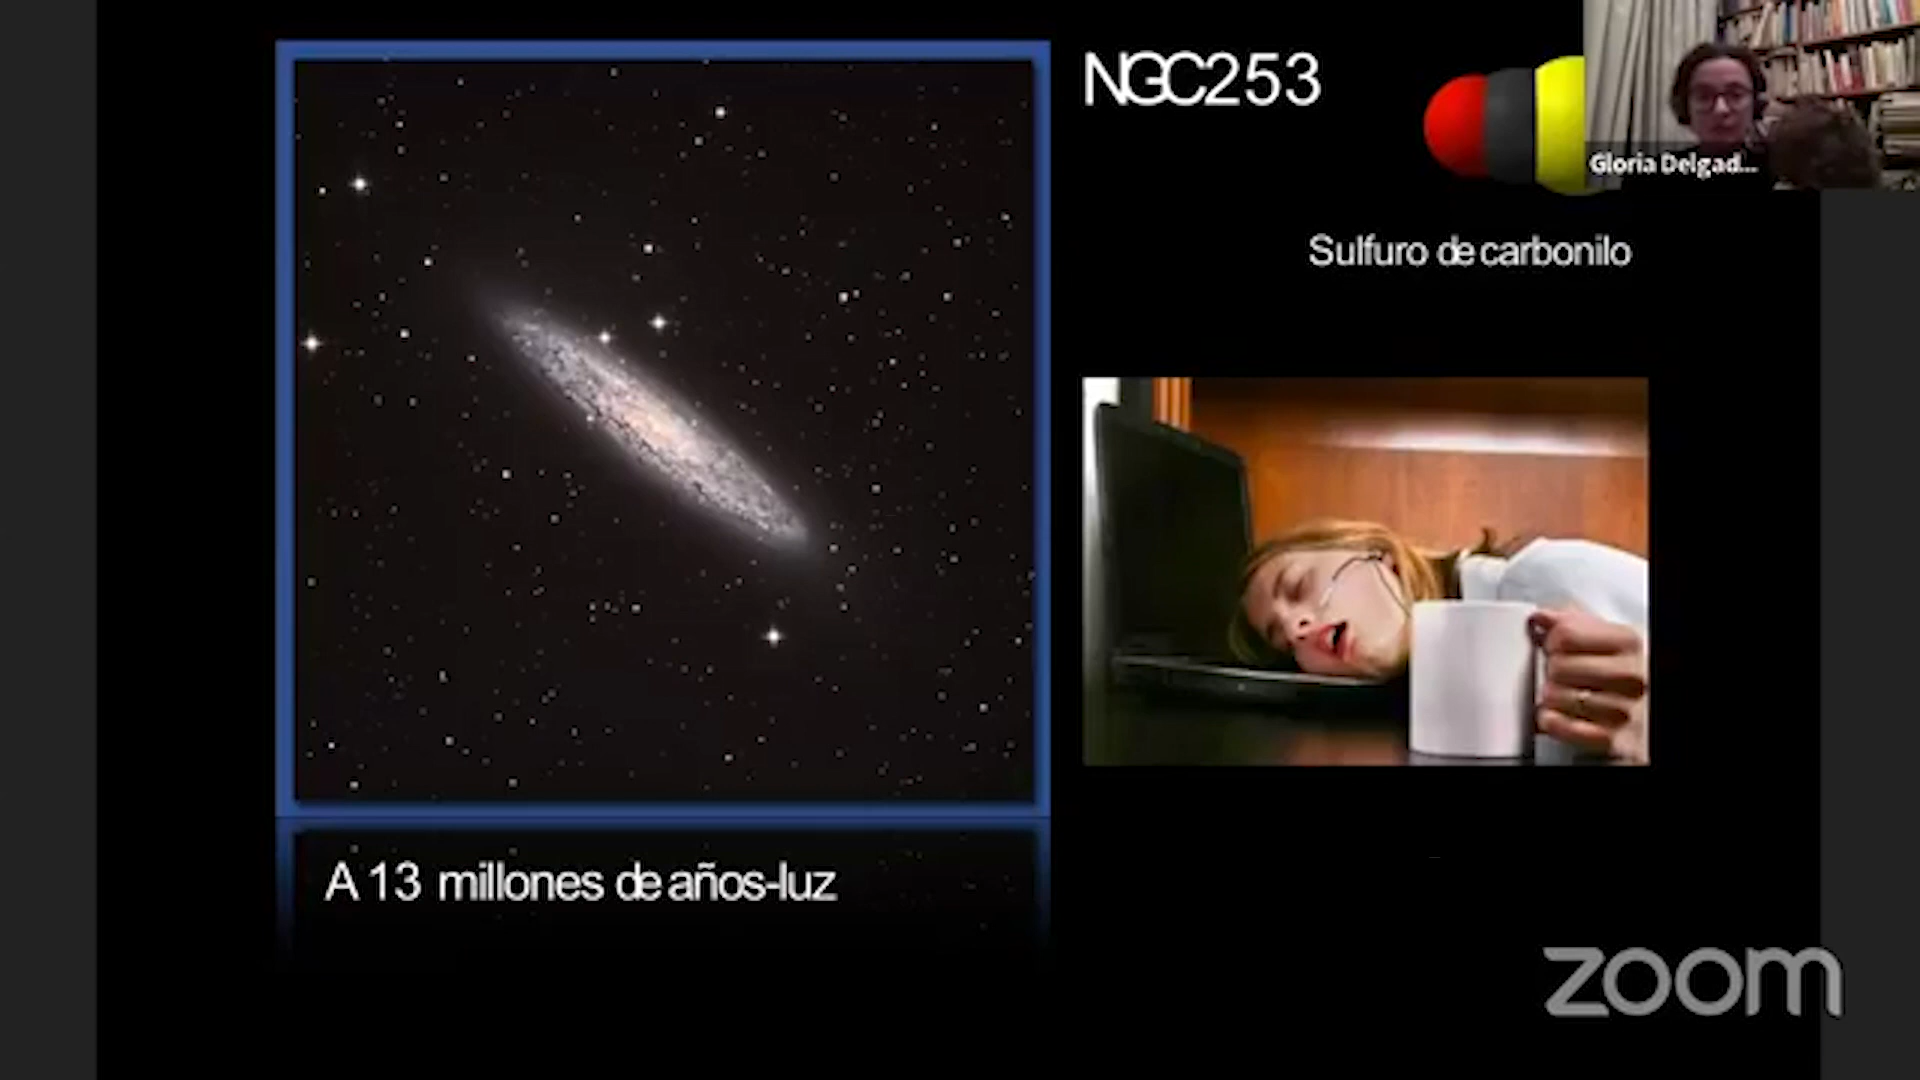 NGC253
Gloria Delgad...
Sulfuro de carbonilo
A 13 millones de años-luz
zoom